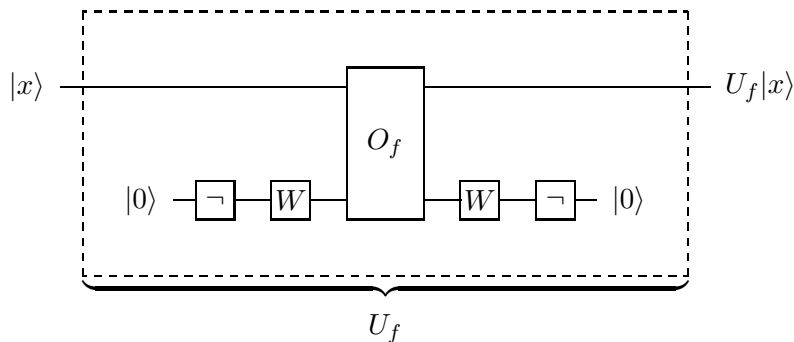 |x⟩ U_f|x⟩
O_f
|0⟩ ¬ W W ¬ |0⟩
U_f